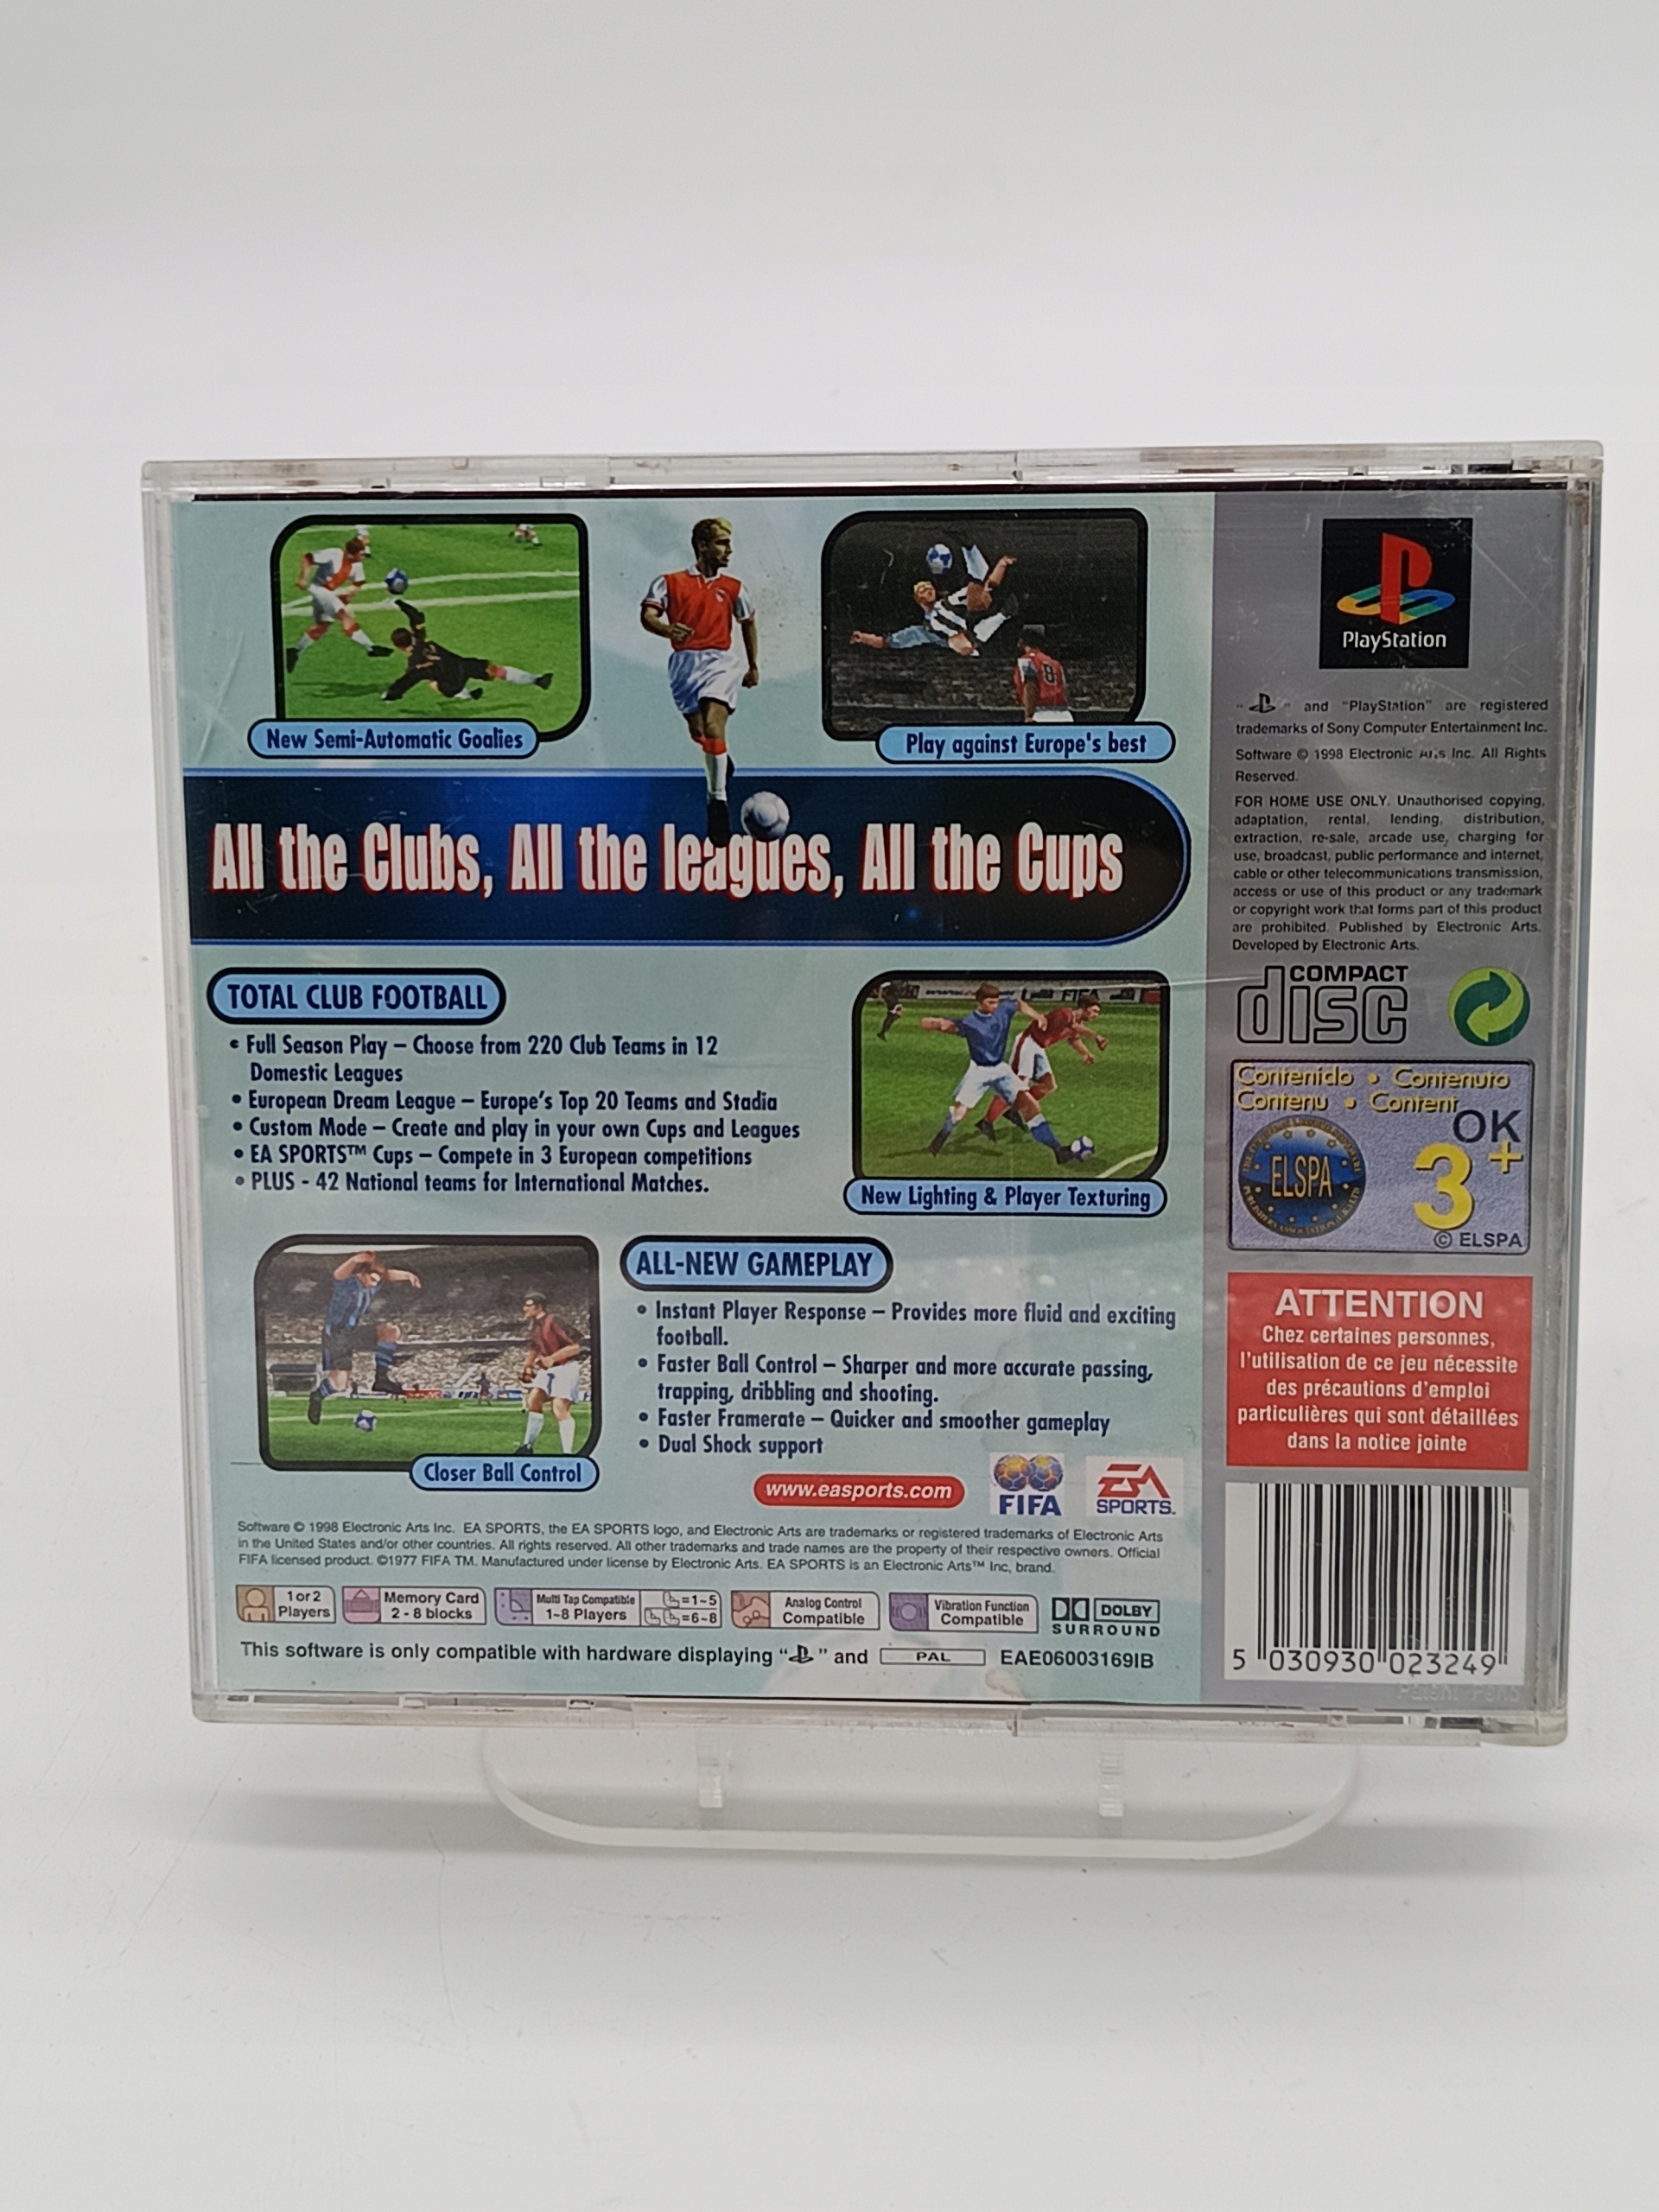 New Semi-Automatic Goalies
8
Play against Europe's best
All the Clubs, All the leagues, All the Cups
TOTAL CLUB FOOTBALL
• Full Season Play – Choose from 220 Club Teams in 12
Domestic Leagues
• European Dream League – Europe's Top 20 Teams and Stadia
• Custom Mode – Create and play in your own Cups and Leagues
• EA SPORTS™ Cups – Compete in 3 European competitions
• PLUS - 42 National teams for International Matches.
FIFA
New Lighting & Player Texturing
Closer Ball Control
ALL-NEW GAMEPLAY
• Instant Player Response – Provides more fluid and exciting
football.
• Faster Ball Control – Sharper and more accurate passing,
trapping, dribbling and shooting.
• Faster Framerate – Quicker and smoother gameplay
• Dual Shock support
www.easports.com
FIFA
EA
SPORTS™
Software © 1998 Electronic Arts Inc. EA SPORTS, the EA SPORTS logo, and Electronic Arts are trademarks or registered trademarks of Electronic Arts
in the United States and/or other countries. All rights reserved. All other trademarks and trade names are the property of their respective owners. Official
FIFA licensed product. ©1977 FIFA TM. Manufactured under license by Electronic Arts. EA SPORTS is an Electronic Arts™ Inc, brand.
1 or 2
Players
Memory Card
2 - 8 blocks
Multi Tap Compatible
1~8 Players
=1~5
=6~8
Analog Control
Compatible
Vibration Function
Compatible
DOLBY
SURROUND
This software is only compatible with hardware displaying " " and PAL EAE06003169IB
PlayStation
" " and "PlayStation" are registered
trademarks of Sony Computer Entertainment Inc.
Software © 1998 Electronic Arts Inc. All Rights
Reserved.
FOR HOME USE ONLY. Unauthorised copying,
adaptation, rental, lending, distribution,
extraction, re-sale, arcade use, charging for
use, broadcast, public performance and internet,
cable or other telecommunications transmission,
access or use of this product or any trademark
or copyright work that forms part of this product
are prohibited. Published by Electronic Arts.
Developed by Electronic Arts.
COMPACT
disc
Contenido • Contenuto
Contenu • Content
OK
3+
ELSPA
© ELSPA
ATTENTION
Chez certaines personnes,
l'utilisation de ce jeu nécessite
des précautions d'emploi
particulières qui sont détaillées
dans la notice jointe
5 030930 023249